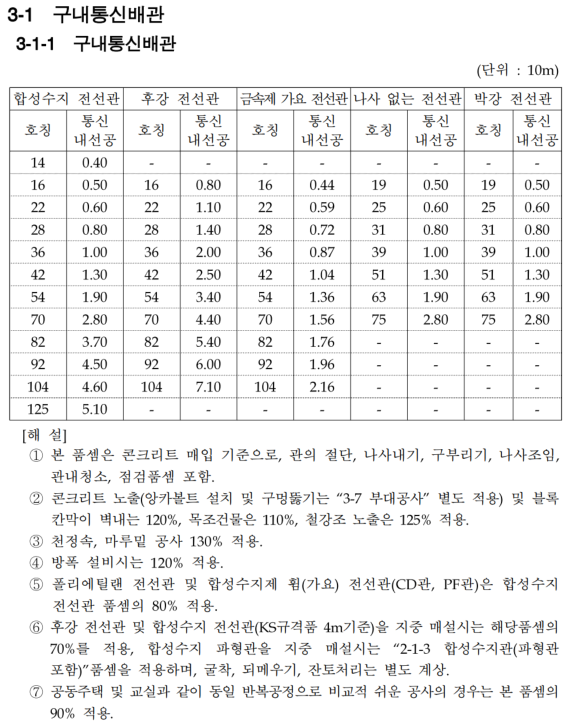 3-1 구내통신배관
3-1-1 구내통신배관
(단위 : 10m)
합성수지 전선관 후강 전선관 금속제 가요 전선관 나사 없는 전선관 박강 전선관
호칭 통신내선공 호칭 통신내선공 호칭 통신내선공 호칭 통신내선공 호칭 통신내선공
14 0.40 - - - - - - - -
16 0.50 16 0.80 16 0.44 19 0.50 19 0.50
22 0.60 22 1.10 22 0.59 25 0.60 25 0.60
28 0.80 28 1.40 28 0.72 31 0.80 31 0.80
36 1.00 36 2.00 36 0.87 39 1.00 39 1.00
42 1.30 42 2.50 42 1.04 51 1.30 51 1.30
54 1.90 54 3.40 54 1.36 63 1.90 63 1.90
70 2.80 70 4.40 70 1.56 75 2.80 75 2.80
82 3.70 82 5.40 82 1.76 - - - -
92 4.50 92 6.00 92 1.96 - - - -
104 4.60 104 7.10 104 2.16 - - - -
125 5.10 - - - - - - - -
[해 설]
① 본 품셈은 콘크리트 매입 기준으로, 관의 절단, 나사내기, 구부리기, 나사조임,
관내청소, 점검품셈 포함.
② 콘크리트 노출(앙카볼트 설치 및 구멍뚫기는 “3-7 부대공사” 별도 적용) 및 블록
칸막이 벽내는 120%, 목조건물은 110%, 철강조 노출은 125% 적용.
③ 천정속, 마루밑 공사 130% 적용.
④ 방폭 설비시는 120% 적용.
⑤ 폴리에틸랜 전선관 및 합성수지제 휨(가요) 전선관(CD관, PF관)은 합성수지
전선관 품셈의 80% 적용.
⑥ 후강 전선관 및 합성수지 전선관(KS규격품 4m기준)을 지중 매설시는 해당품셈의
70%를 적용, 합성수지 파형관을 지중 매설시는 “2-1-3 합성수지관(파형관
포함)”품셈을 적용하며, 굴착, 되메우기, 잔토처리는 별도 계상.
⑦ 공동주택 및 교실과 같이 동일 반복공정으로 비교적 쉬운 공사의 경우는 본 품셈의
90% 적용.